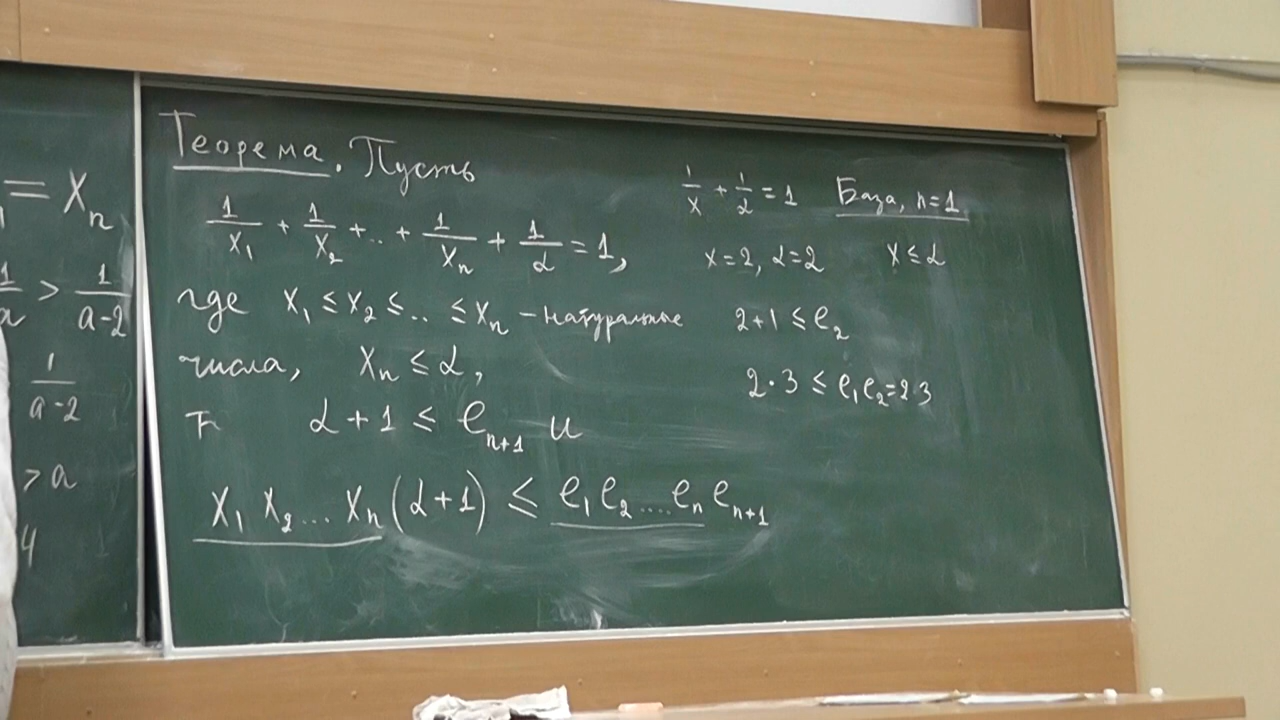 = Xₙ
1/a > 1/(a-2)
1/(a-2)
> a
4
Теорема. Пусть
1/X₁ + 1/X₂ + .. + 1/Xₙ + 1/α = 1,
где X₁ ≤ X₂ ≤ .. ≤ Xₙ – натуральные
числа, Xₙ ≤ α,
α + 1 ≤ eₙ₊₁ и
X₁ X₂ ... Xₙ (α + 1) ≤ e₁ e₂ .... eₙ eₙ₊₁
1/X + 1/α = 1 База, n = 1
X = 2, α = 2 X ≤ α
2 + 1 ≤ e₂
2 · 3 ≤ e₁e₂ = 2·3